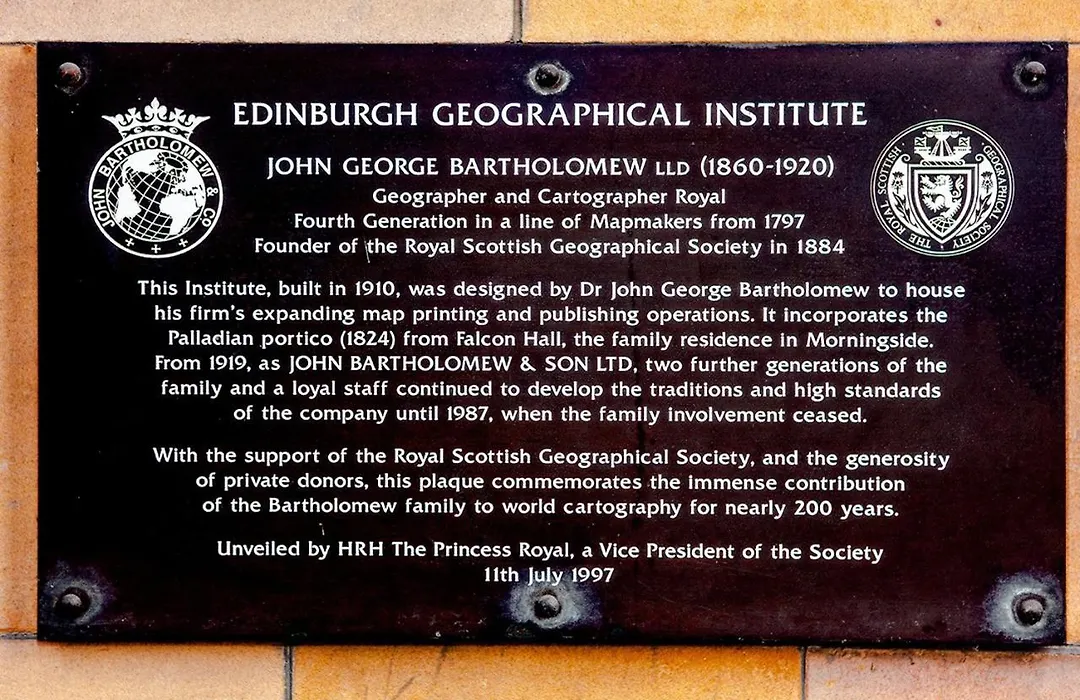 EDINBURGH GEOGRAPHICAL INSTITUTE
JOHN BARTHOLOMEW & CO
THE ROYAL SCOTTISH GEOGRAPHICAL SOCIETY
JOHN GEORGE BARTHOLOMEW LLD (1860-1920)
Geographer and Cartographer Royal
Fourth Generation in a line of Mapmakers from 1797
Founder of the Royal Scottish Geographical Society in 1884
This Institute, built in 1910, was designed by Dr John George Bartholomew to house
his firm's expanding map printing and publishing operations. It incorporates the
Palladian portico (1824) from Falcon Hall, the family residence in Morningside.
From 1919, as JOHN BARTHOLOMEW & SON LTD, two further generations of the
family and a loyal staff continued to develop the traditions and high standards
of the company until 1987, when the family involvement ceased.
With the support of the Royal Scottish Geographical Society, and the generosity
of private donors, this plaque commemorates the immense contribution
of the Bartholomew family to world cartography for nearly 200 years.
Unveiled by HRH The Princess Royal, a Vice President of the Society
11th July 1997